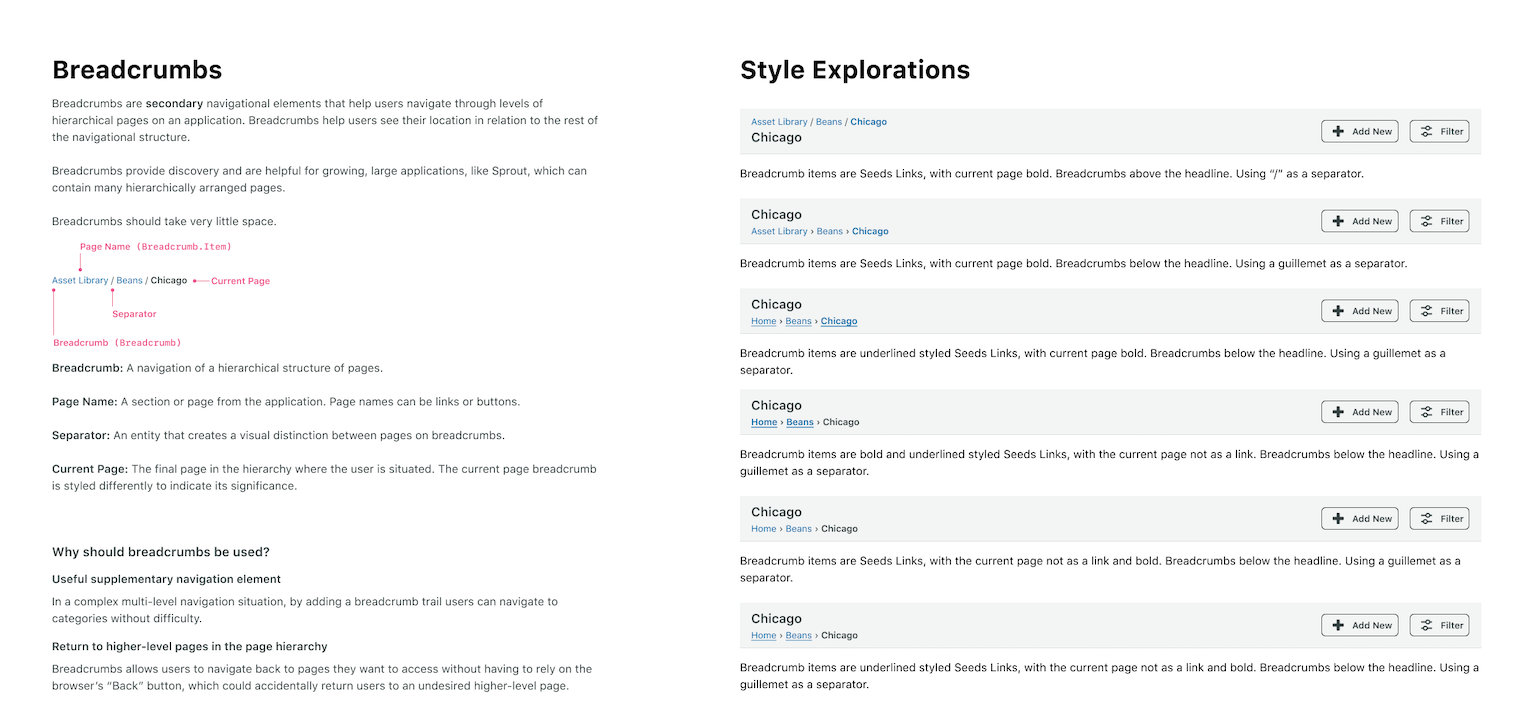 Breadcrumbs
Breadcrumbs are secondary navigational elements that help users navigate through levels of
hierarchical pages on an application. Breadcrumbs help users see their location in relation to the rest of
the navigational structure.
Breadcrumbs provide discovery and are helpful for growing, large applications, like Sprout, which can
contain many hierarchically arranged pages.
Breadcrumbs should take very little space.
Page Name (Breadcrumb.Item)
Asset Library / Beans / Chicago
Current Page
Separator
Breadcrumb (Breadcrumb)
Breadcrumb: A navigation of a hierarchical structure of pages.
Page Name: A section or page from the application. Page names can be links or buttons.
Separator: An entity that creates a visual distinction between pages on breadcrumbs.
Current Page: The final page in the hierarchy where the user is situated. The current page breadcrumb
is styled differently to indicate its significance.
Why should breadcrumbs be used?
Useful supplementary navigation element
In a complex multi-level navigation situation, by adding a breadcrumb trail users can navigate to
categories without difficulty.
Return to higher-level pages in the page hierarchy
Breadcrumbs allows users to navigate back to pages they want to access without having to rely on the
browser's “Back” button, which could accidentally return users to an undesired higher-level page.
Style Explorations
Asset Library / Beans / Chicago
Chicago
Add New
Filter
Breadcrumb items are Seeds Links, with current page bold. Breadcrumbs above the headline. Using “/” as a separator.
Chicago
Asset Library › Beans › Chicago
Add New
Filter
Breadcrumb items are Seeds Links, with current page bold. Breadcrumbs below the headline. Using a guillemet as a separator.
Chicago
Home › Beans › Chicago
Add New
Filter
Breadcrumb items are underlined styled Seeds Links, with current page bold. Breadcrumbs below the headline. Using a guillemet as a
separator.
Chicago
Home › Beans › Chicago
Add New
Filter
Breadcrumb items are bold and underlined styled Seeds Links, with the current page not as a link. Breadcrumbs below the headline. Using a
guillemet as a separator.
Chicago
Home › Beans › Chicago
Add New
Filter
Breadcrumb items are Seeds Links, with the current page not as a link and bold. Breadcrumbs below the headline. Using a guillemet as a
separator.
Chicago
Home › Beans › Chicago
Add New
Filter
Breadcrumb items are underlined styled Seeds Links, with the current page not as a link and bold. Breadcrumbs below the headline. Using a
guillemet as a separator.